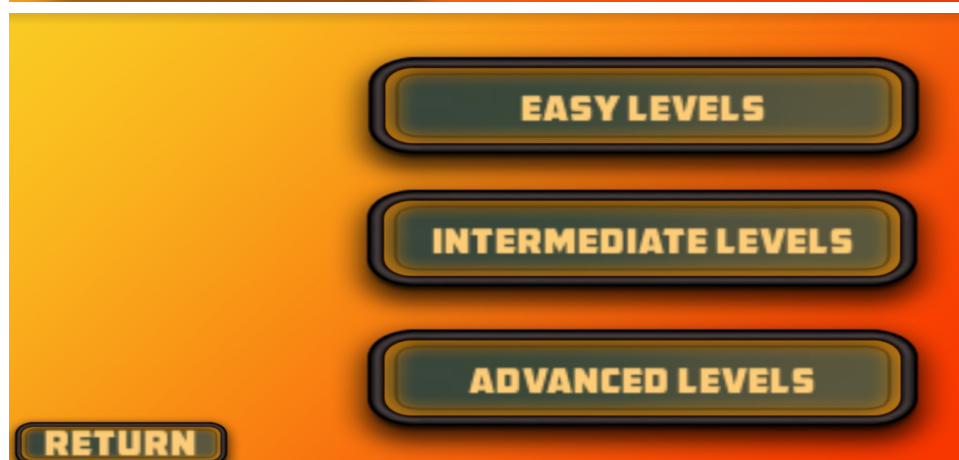 EASY LEVELS
INTERMEDIATE LEVELS
ADVANCED LEVELS
RETURN